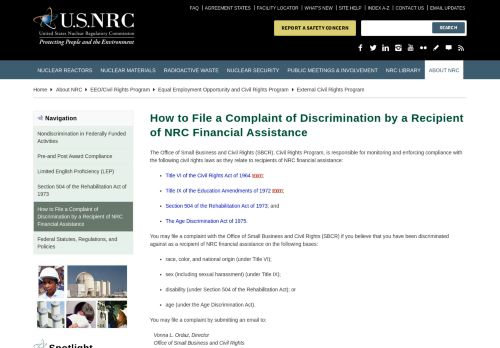 FAQ | AGREEMENT STATES | FACILITY LOCATOR | WHAT'S NEW | SITE HELP | INDEX A-Z | CONTACT US | EMAIL UPDATES
U.S.NRC
United States Nuclear Regulatory Commission
Protecting People and the Environment
REPORT A SAFETY CONCERN
SEARCH
NUCLEAR REACTORS NUCLEAR MATERIALS RADIOACTIVE WASTE NUCLEAR SECURITY PUBLIC MEETINGS & INVOLVEMENT NRC LIBRARY ABOUT NRC
Home > About NRC > EEO/Civil Rights Program > Equal Employment Opportunity and Civil Rights Program > External Civil Rights Program
Navigation
Nondiscrimination in Federally Funded
Activities
Pre-and Post Award Compliance
Limited English Proficiency (LEP)
Section 504 of the Rehabilitation Act of
1973
How to File a Complaint of
Discrimination by a Recipient of NRC
Financial Assistance
Federal Statutes, Regulations, and
Policies
Spotlight
How to File a Complaint of Discrimination by a Recipient
of NRC Financial Assistance
The Office of Small Business and Civil Rights (SBCR), Civil Rights Program, is responsible for monitoring and enforcing compliance with
the following civil rights laws as they relate to recipients of NRC financial assistance:
Title VI of the Civil Rights Act of 1964 EXIT;
Title IX of the Education Amendments of 1972 EXIT;
Section 504 of the Rehabilitation Act of 1973; and
The Age Discrimination Act of 1975.
You may file a complaint with the Office of Small Business and Civil Rights (SBCR) if you believe that you have been discriminated
against as a recipient of NRC financial assistance on the following bases:
race, color, and national origin (under Title VI);
sex (including sexual harassment) (under Title IX);
disability (under Section 504 of the Rehabilitation Act); or
age (under the Age Discrimination Act).
You may file a complaint by submitting an email to:
Vonna L. Ordaz, Director
Office of Small Business and Civil Rights